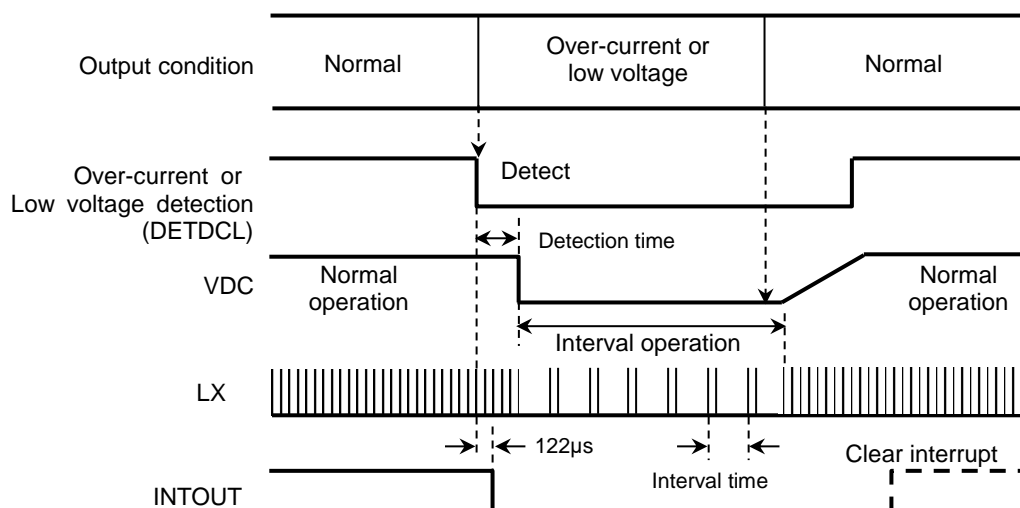 Output condition
Normal
Over-current or
low voltage
Normal
Over-current or
Low voltage detection
(DETDCL)
Detect
Detection time
VDC
Normal
operation
Normal
operation
Interval operation
LX
122µs
Interval time
Clear interrupt
INTOUT